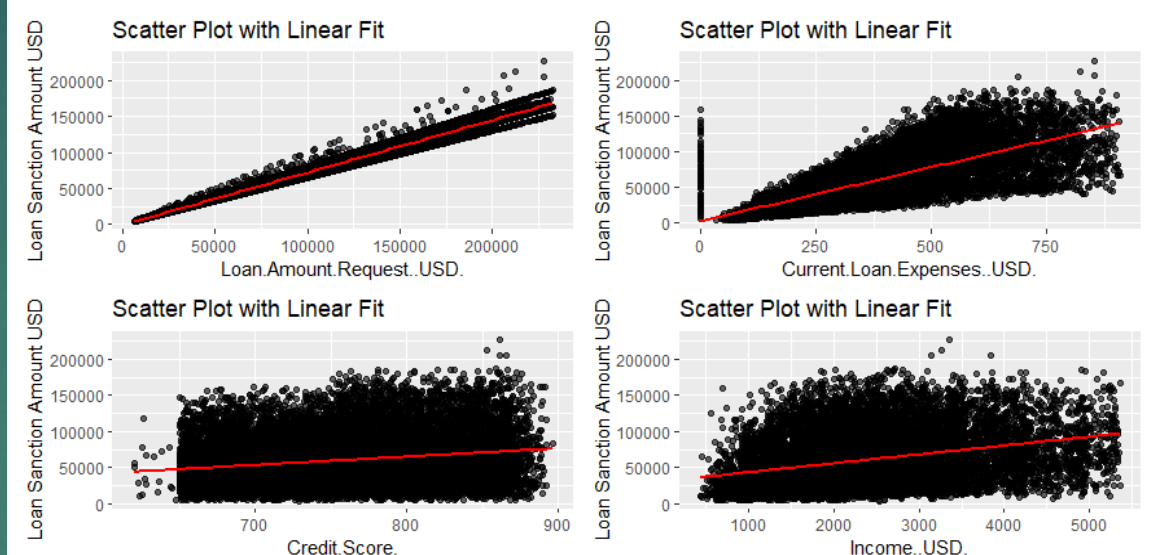 Scatter Plot with Linear Fit
Loan Sanction Amount USD
200000
150000
100000
50000
0
0 50000 100000 150000 200000
Loan.Amount.Request..USD.
Scatter Plot with Linear Fit
Loan Sanction Amount USD
200000
150000
100000
50000
0
0 250 500 750
Current.Loan.Expenses..USD.
Scatter Plot with Linear Fit
Loan Sanction Amount USD
200000
150000
100000
50000
0
700 800 900
Credit.Score.
Scatter Plot with Linear Fit
Loan Sanction Amount USD
200000
150000
100000
50000
0
1000 2000 3000 4000 5000
Income..USD.